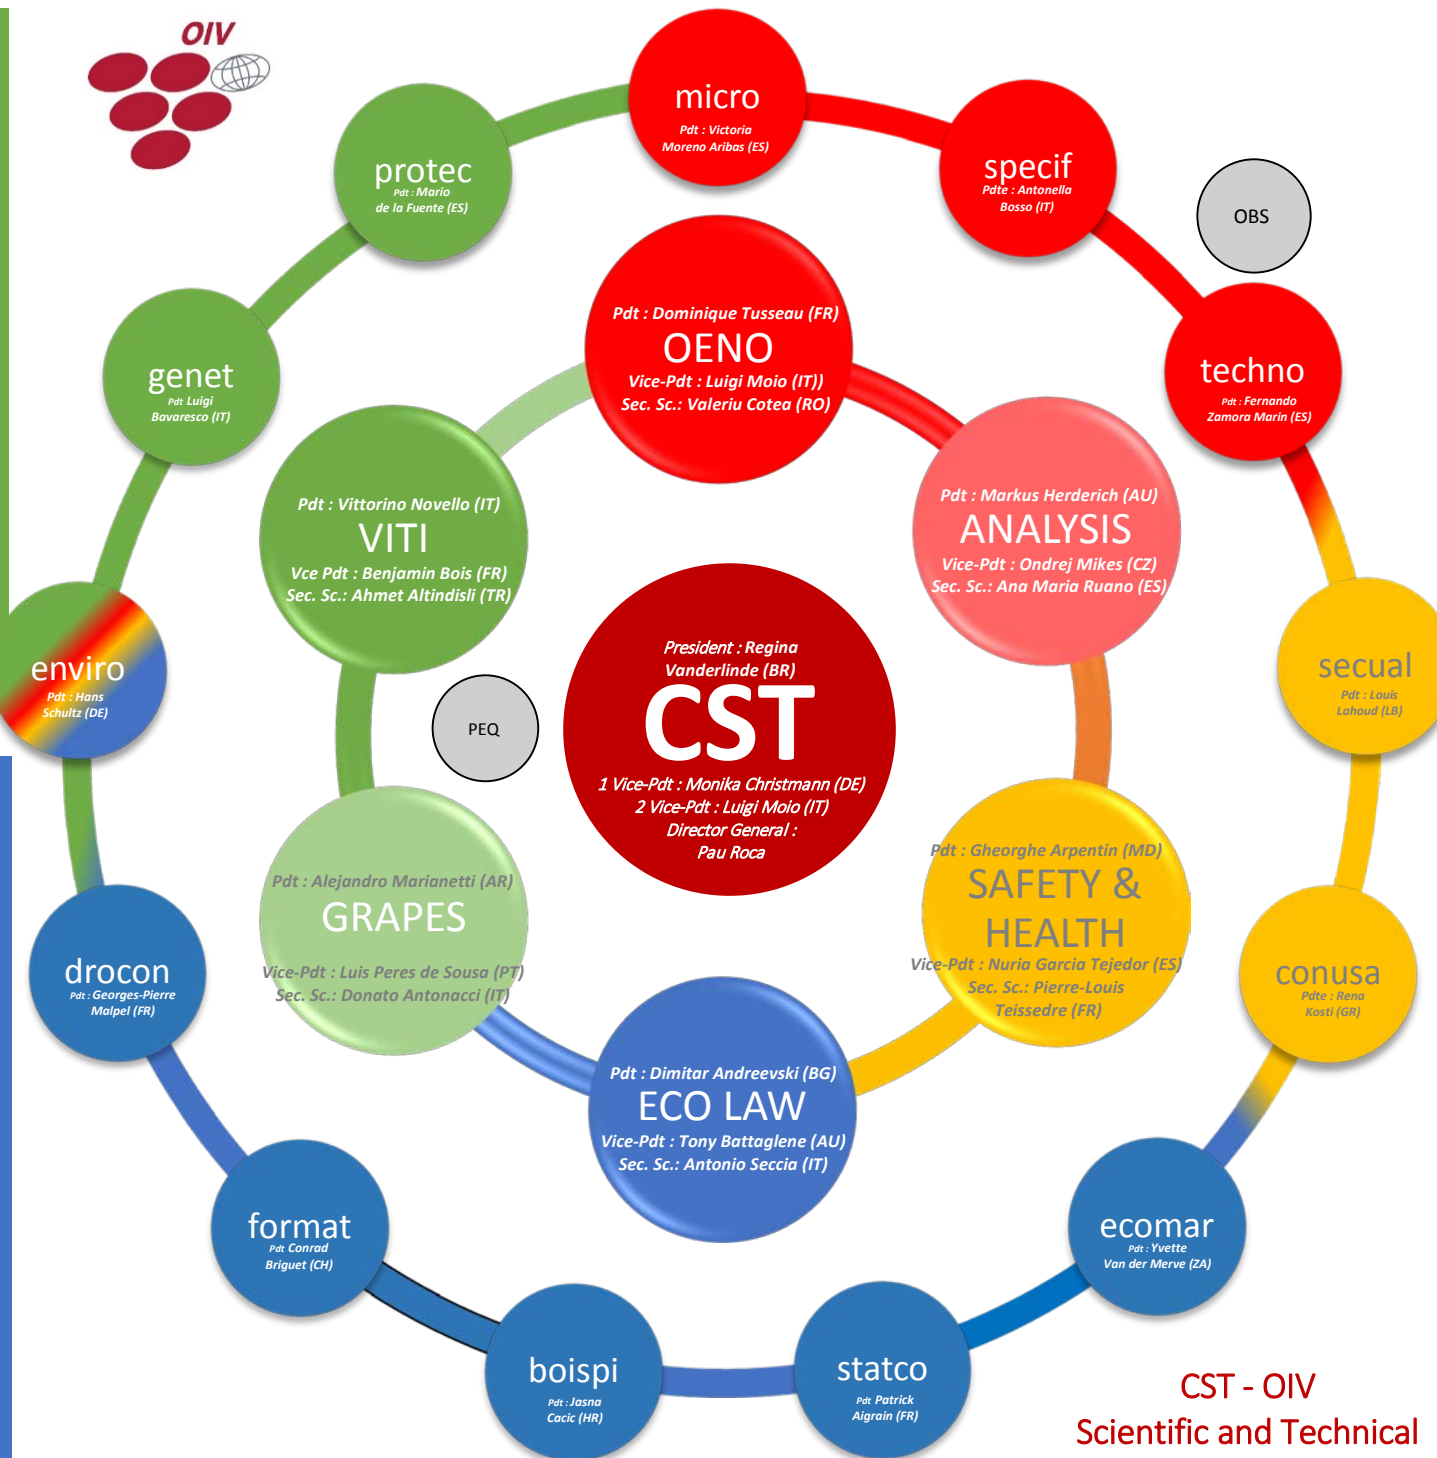 OIV
micro
Pdt : Victoria
Moreno Aribas (ES)
protec
Pdt : Mario
de la Fuente (ES)
specif
Pdte : Antonella
Bosso (IT)
OBS
genet
Pdt Luigi
Bavaresco (IT)
techno
Pdt : Fernando
Zamora Marin (ES)
Pdt : Dominique Tusseau (FR)
OENO
Vice-Pdt : Luigi Moio (IT))
Sec. Sc.: Valeriu Cotea (RO)
Pdt : Vittorino Novello (IT)
VITI
Vce Pdt : Benjamin Bois (FR)
Sec. Sc.: Ahmet Altindisli (TR)
Pdt : Markus Herderich (AU)
ANALYSIS
Vice-Pdt : Ondrej Mikes (CZ)
Sec. Sc.: Ana Maria Ruano (ES)
enviro
Pdt : Hans
Schultz (DE)
PEQ
President : Regina
Vanderlinde (BR)
CST
1 Vice-Pdt : Monika Christmann (DE)
2 Vice-Pdt : Luigi Moio (IT)
Director General :
Pau Roca
secual
Pdt : Louis
Lahoud (LB)
Pdt : Alejandro Marianetti (AR)
GRAPES
Vice-Pdt : Luis Peres de Sousa (PT)
Sec. Sc.: Donato Antonacci (IT)
Pdt : Gheorghe Arpentin (MD)
SAFETY &
HEALTH
Vice-Pdt : Nuria Garcia Tejedor (ES)
Sec. Sc.: Pierre-Louis
Teissedre (FR)
drocon
Pdt : Georges-Pierre
Malpel (FR)
conusa
Pdte : Rena
Kosti (GR)
Pdt : Dimitar Andreevski (BG)
ECO LAW
Vice-Pdt : Tony Battaglene (AU)
Sec. Sc.: Antonio Seccia (IT)
format
Pdt Conrad
Briguet (CH)
ecomar
Pdt : Yvette
Van der Merve (ZA)
boispi
Pdt : Jasna
Cacic (HR)
statco
Pdt Patrick
Aigrain (FR)
CST - OIV
Scientific and Technical